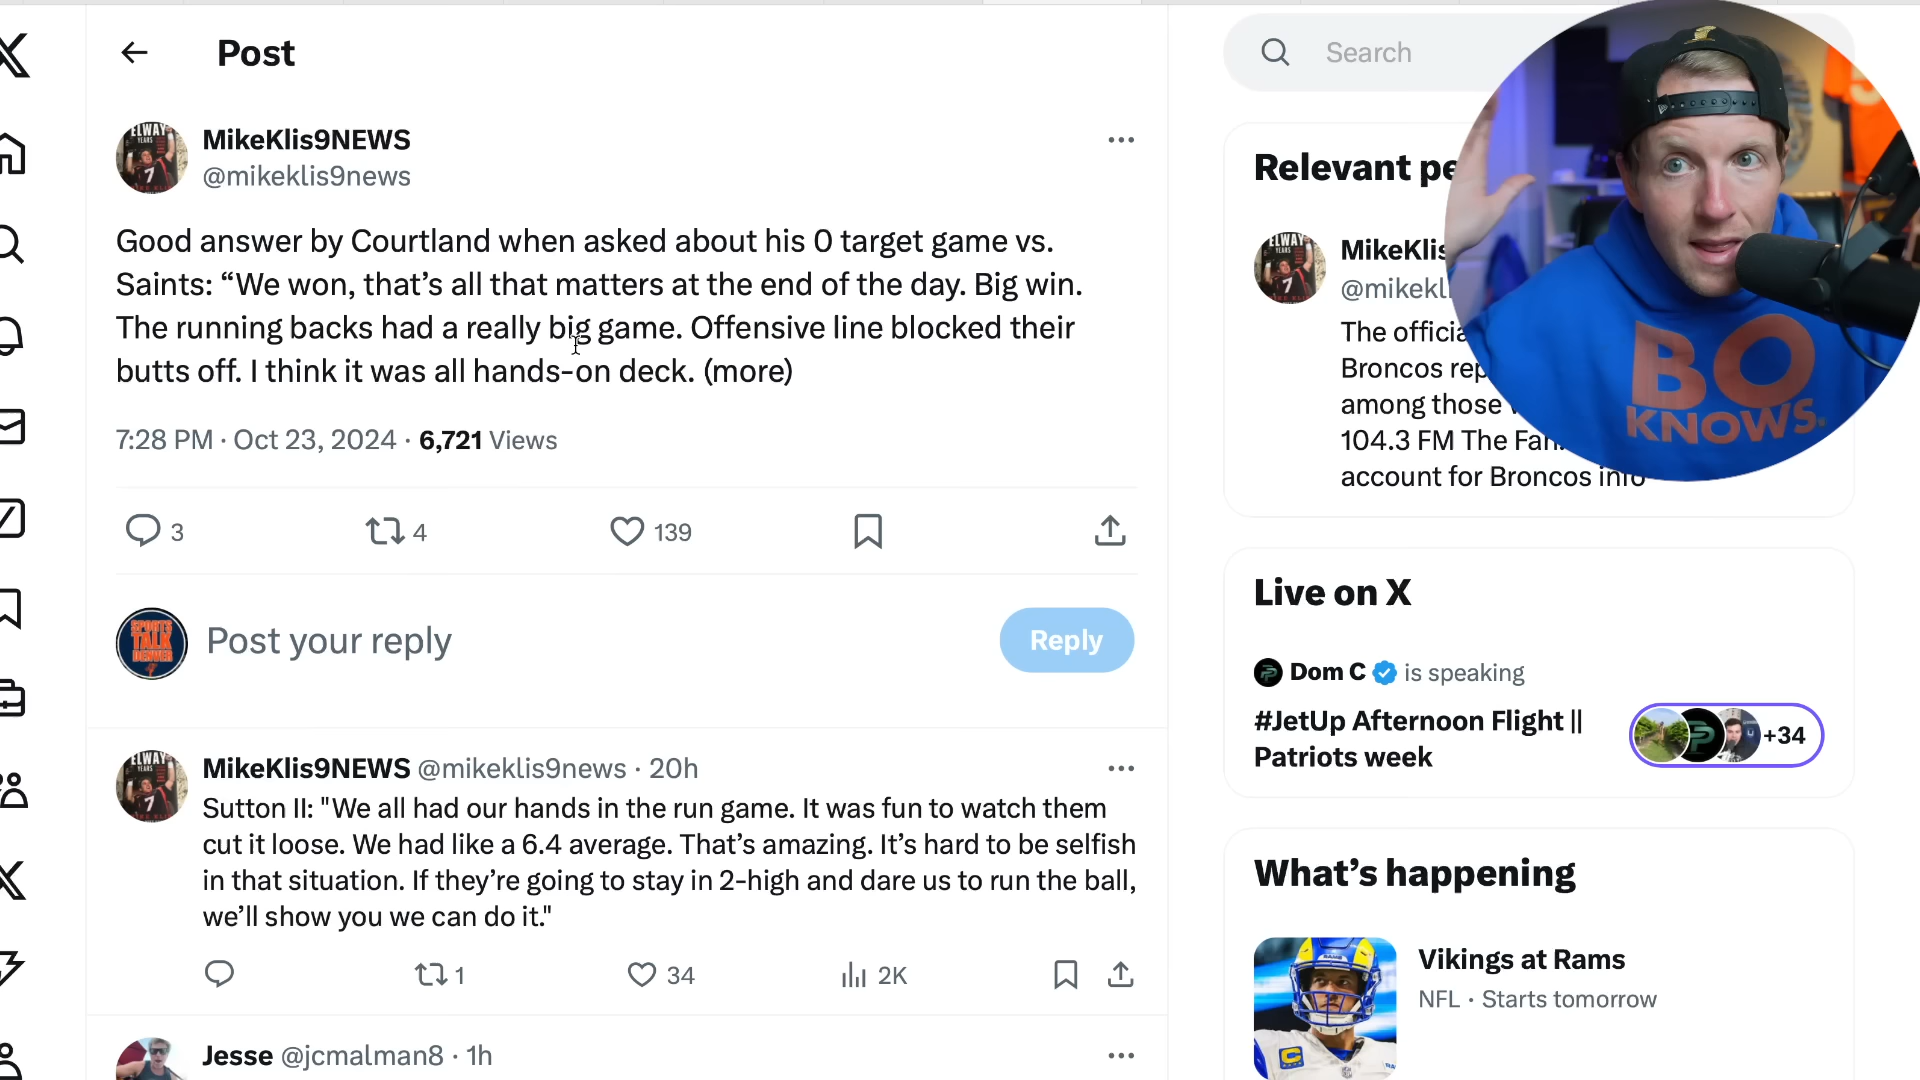 Post
MikeKlis9NEWS
@mikeklis9news
Good answer by Courtland when asked about his 0 target game vs.
Saints: “We won, that’s all that matters at the end of the day. Big win.
The running backs had a really big game. Offensive line blocked their
butts off. I think it was all hands-on deck. (more)
7:28 PM · Oct 23, 2024 · 6,721 Views
3
4
139
SPORTS
TALK
DENVER
Post your reply
Reply
MikeKlis9NEWS @mikeklis9news · 20h
Sutton II: "We all had our hands in the run game. It was fun to watch them
cut it loose. We had like a 6.4 average. That’s amazing. It’s hard to be selfish
in that situation. If they’re going to stay in 2-high and dare us to run the ball,
we’ll show you we can do it."
1
34
2K
Jesse @jcmalman8 · 1h
Search
Relevant pe
MikeKlis
@mikekl
The officia
Broncos rep
among those
104.3 FM The Fan.
account for Broncos info
BO
KNOWS.
Live on X
Dom C is speaking
#JetUp Afternoon Flight ||
Patriots week
+34
What’s happening
Vikings at Rams
NFL · Starts tomorrow